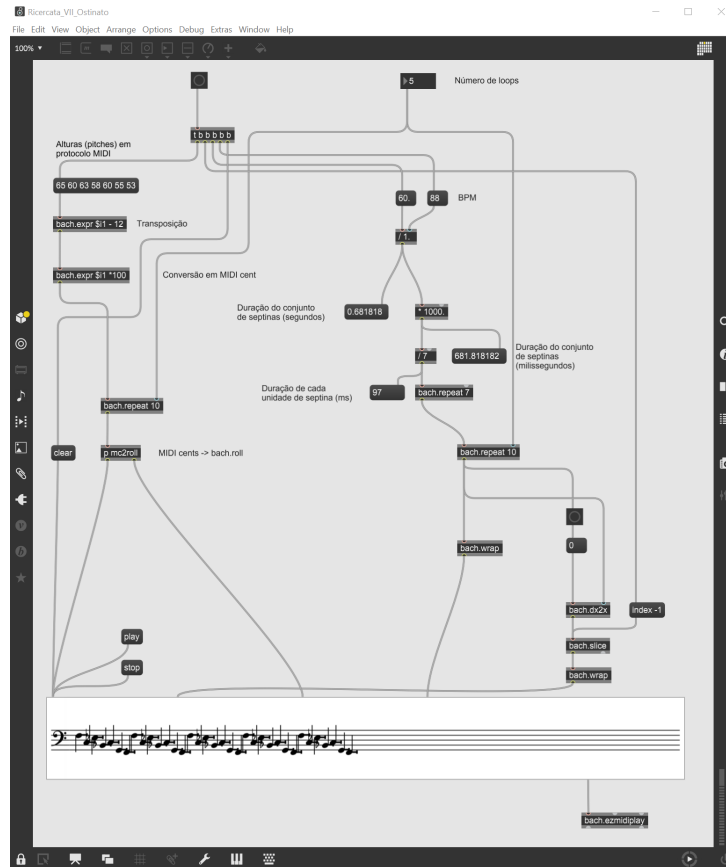 Ricercata_VII_Ostinato
File Edit View Object Arrange Options Debug Extras Window Help
100% ▼
5
Número de loops
t b b b b b
Alturas (pitches) em
protocolo MIDI
65 60 63 58 60 55 53
60.
88
BPM
bach.expr $i1 - 12
Transposição
/ 1.
bach.expr $i1 *100
Conversão em MIDI cent
Duração do conjunto
de septinas (segundos)
0.681818
* 1000.
/ 7
681.818182
Duração do conjunto
de septinas
(milissegundos)
Duração de cada
unidade de septina (ms)
97
bach.repeat 7
bach.repeat 10
clear
p mc2roll
MIDI cents -> bach.roll
bach.repeat 10
bach.wrap
0
bach.dx2x
index -1
play
bach.slice
stop
bach.wrap
bach.ezmidiplay